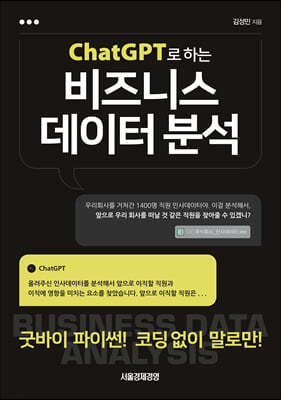 김성민 지음
ChatGPT로 하는
비즈니스
데이터 분석
우리회사를 거쳐간 1400명 직원 인사데이터야. 이걸 분석해서,
앞으로 우리 회사를 떠날 것 같은 직원을 찾아줄 수 있겠니?
ChatGPT
올려주신 인사데이터를 분석해서 앞으로 이직할 직원과
이직에 영향을 미치는 요소를 찾았습니다. 앞으로 이직할 직원은 . . .
BUSINESS DATA
ANALYSIS
굿바이 파이썬! 코딩 없이 말로만!
서울경제경영